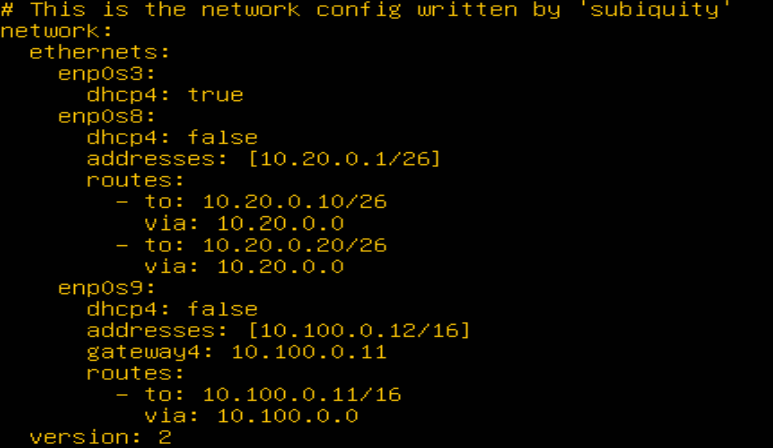 # This is the network config written by 'subiquity'
network:
  ethernets:
    enp0s3:
      dhcp4: true
    enp0s8:
      dhcp4: false
      addresses: [10.20.0.1/26]
      routes:
        - to: 10.20.0.10/26
          via: 10.20.0.0
        - to: 10.20.0.20/26
          via: 10.20.0.0
    enp0s9:
      dhcp4: false
      addresses: [10.100.0.12/16]
      gateway4: 10.100.0.11
      routes:
        - to: 10.100.0.11/16
          via: 10.100.0.0
  version: 2